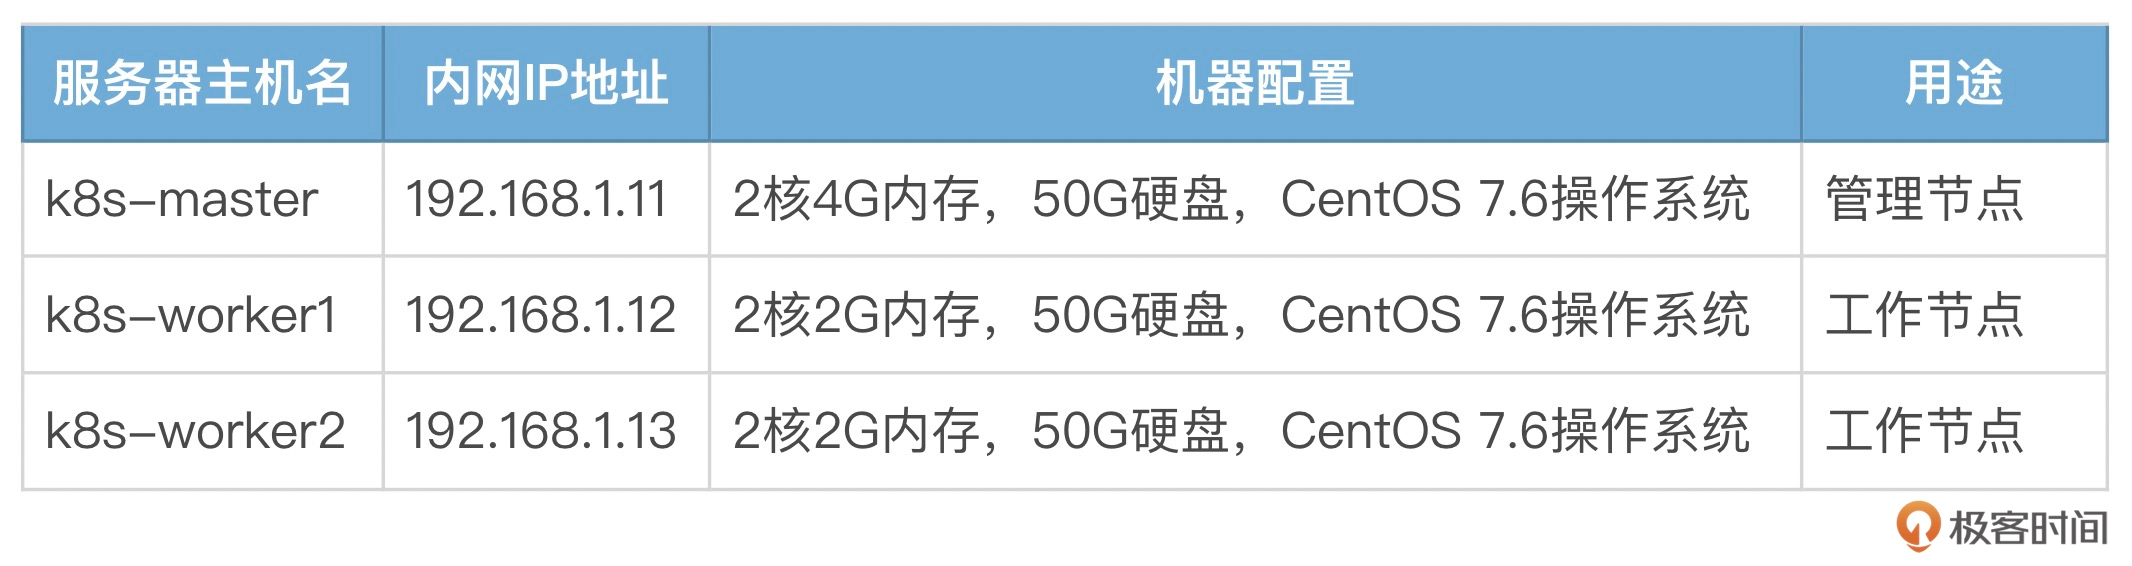 服务器主机名 内网IP地址 机器配置 用途
k8s-master 192.168.1.11 2核4G内存，50G硬盘，CentOS 7.6操作系统 管理节点
k8s-worker1 192.168.1.12 2核2G内存，50G硬盘，CentOS 7.6操作系统 工作节点
k8s-worker2 192.168.1.13 2核2G内存，50G硬盘，CentOS 7.6操作系统 工作节点
极客时间